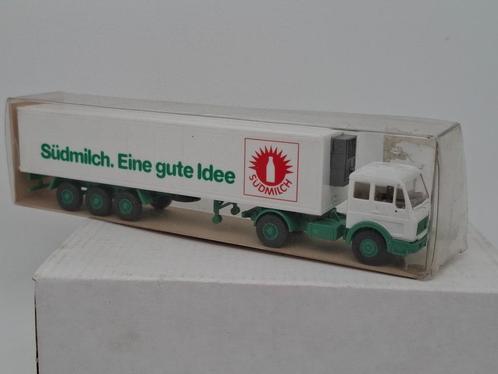 Südmilch. Eine gute Idee
SÜDMILCH